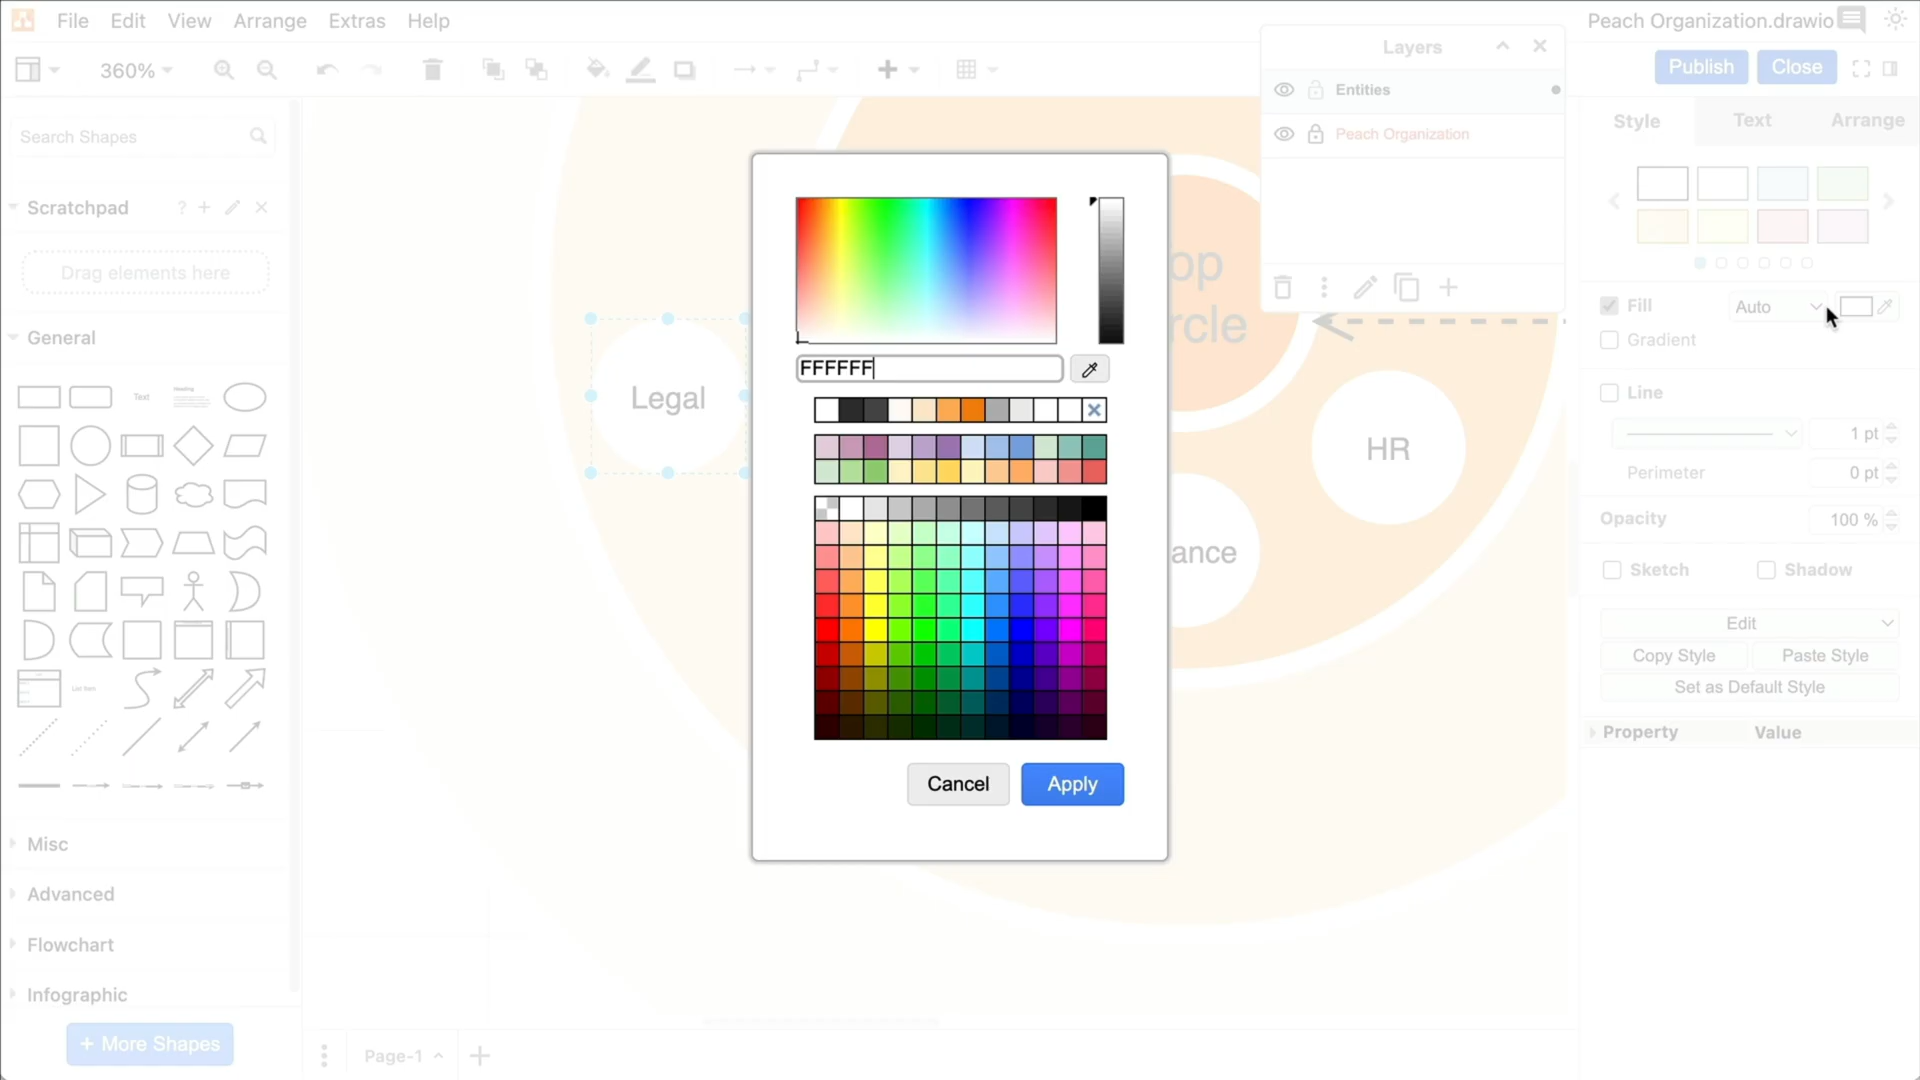 File Edit View Arrange Extras Help
Peach Organization.drawio
360%
Publish Close
Layers
Entities
Peach Organization
Search Shapes
Scratchpad ?
Drag elements here
General
Text
Heading
List Item
Misc
Advanced
Flowchart
Infographic
+ More Shapes
Legal
op
rcle
HR
ance
FFFFFF
Cancel Apply
Page-1
Style Text Arrange
Fill Auto
Gradient
Line
1 pt
Perimeter 0 pt
Opacity 100 %
Sketch Shadow
Edit
Copy Style Paste Style
Set as Default Style
Property Value